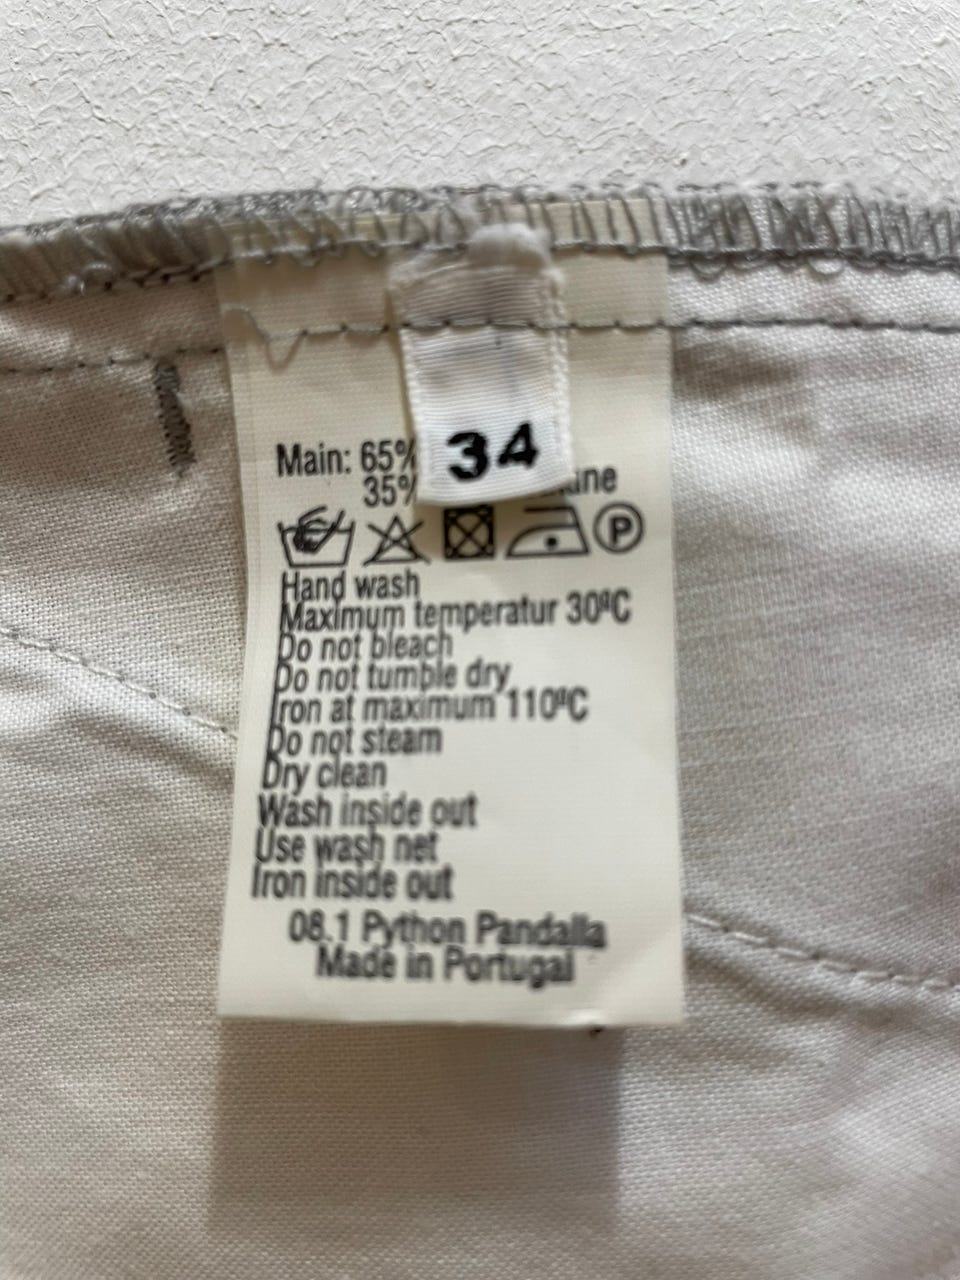 34
Main: 65%
35%
P
Hand wash
Maximum temperatur 30ºC
Do not bleach
Do not tumble dry
Iron at maximum 110ºC
Do not steam
Dry clean
Wash inside out
Use wash net
Iron inside out
08.1 Python Pandalla
Made in Portugal